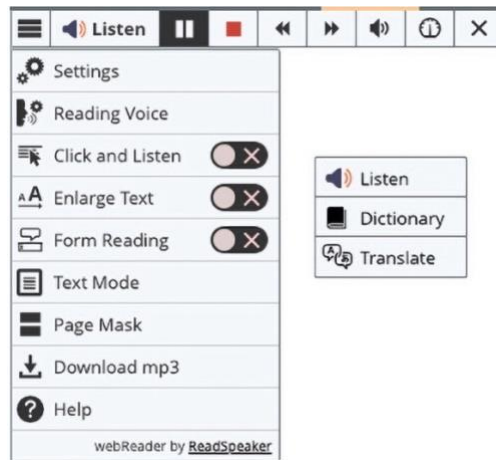 Listen
Settings
Reading Voice
Click and Listen
Enlarge Text
Form Reading
Text Mode
Page Mask
Download mp3
Help
webReader by ReadSpeaker
Listen
Dictionary
Translate